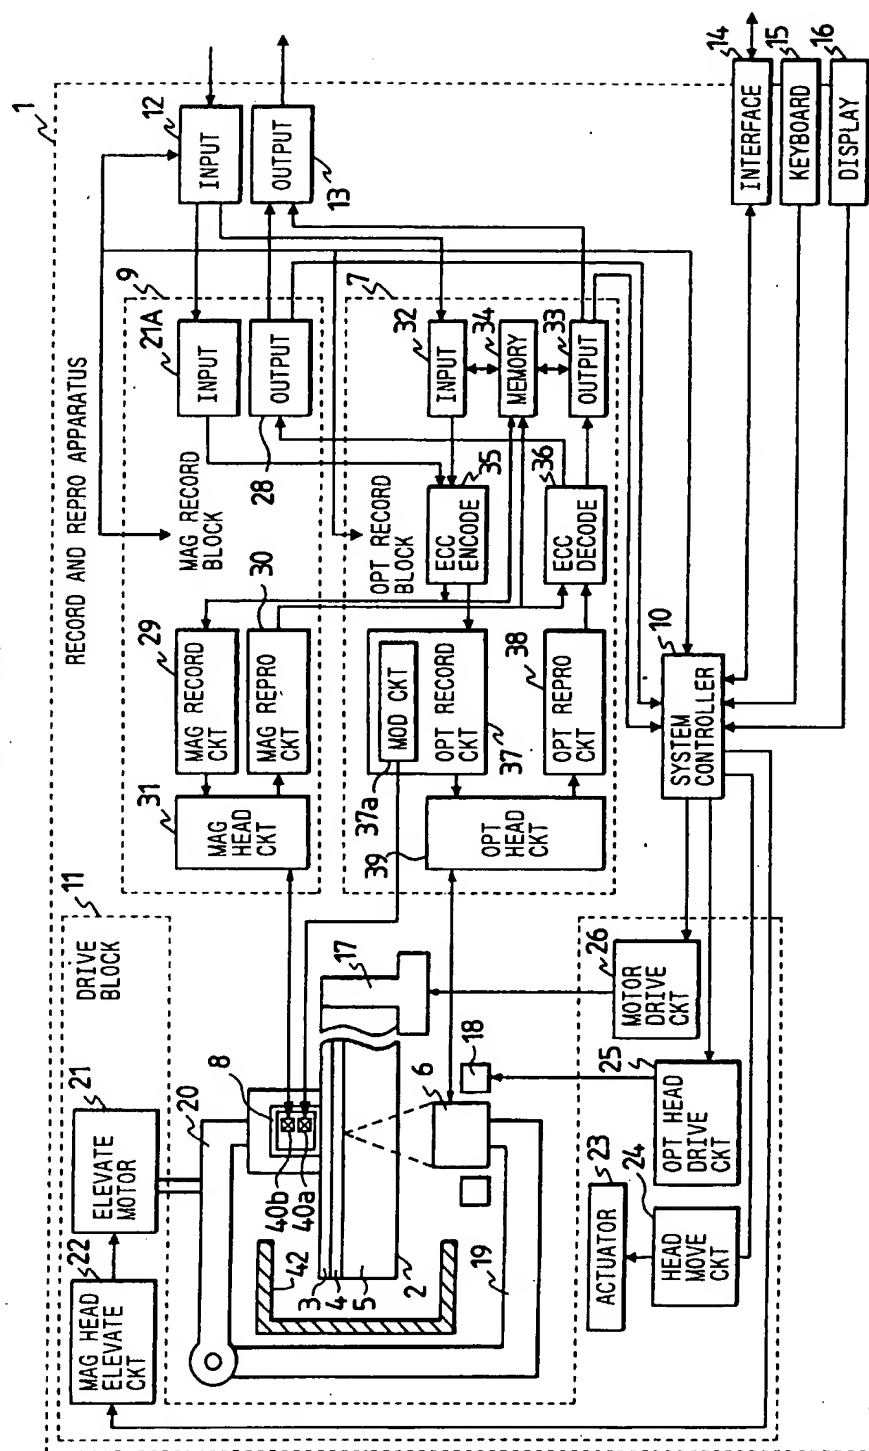 RECORD AND REPRO APPARATUS
1
11
DRIVE
BLOCK
22
MAG HEAD
ELEVATE
CKT
21
ELEVATE
MOTOR
20
8
40b
40a
42
3
4
5
2
17
6
18
19
23
ACTUATOR
24
HEAD
MOVE
CKT
25
OPT HEAD
DRIVE
CKT
26
MOTOR
DRIVE
CKT
9
MAG RECORD
BLOCK
31
MAG
HEAD
CKT
29
MAG RECORD
CKT
30
MAG REPRO
CKT
21A
INPUT
28
OUTPUT
7
OPT RECORD
BLOCK
39
OPT
HEAD
CKT
37a
MOD CKT
OPT RECORD
CKT
37
38
OPT REPRO
CKT
35
ECC
ENCODE
36
ECC
DECODE
32
INPUT
34
MEMORY
33
OUTPUT
12
INPUT
13
OUTPUT
10
SYSTEM
CONTROLLER
14
INTERFACE
15
KEYBOARD
16
DISPLAY